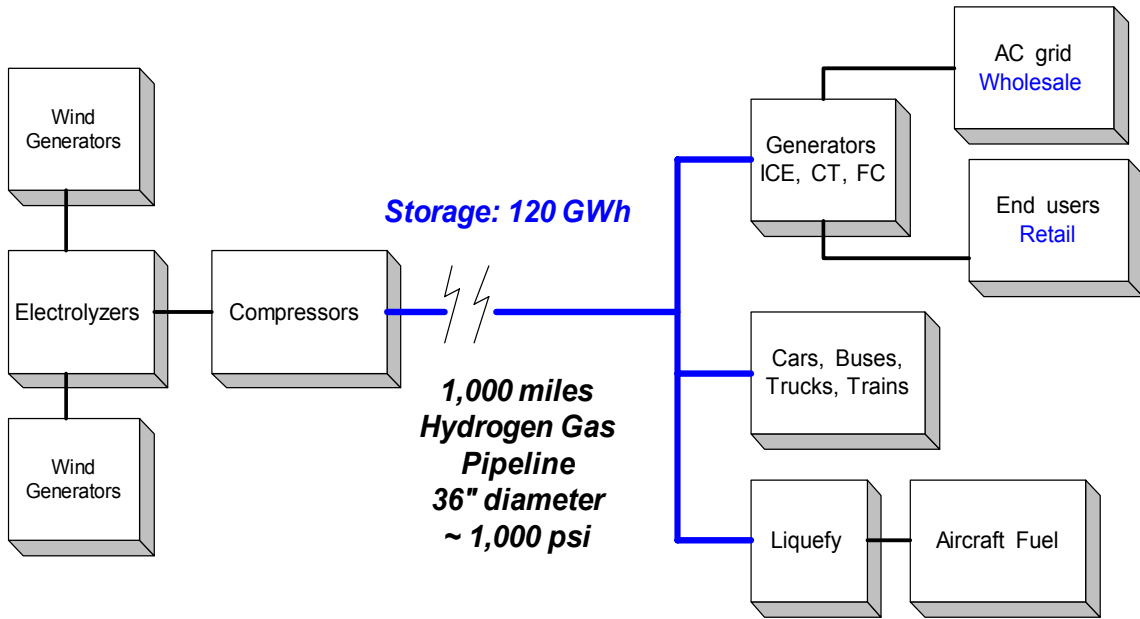 Wind
Generators
Electrolyzers
Wind
Generators
Compressors
Storage: 120 GWh
1,000 miles
Hydrogen Gas
Pipeline
36" diameter
~ 1,000 psi
Generators
ICE, CT, FC
AC grid
Wholesale
End users
Retail
Cars, Buses,
Trucks, Trains
Liquefy
Aircraft Fuel